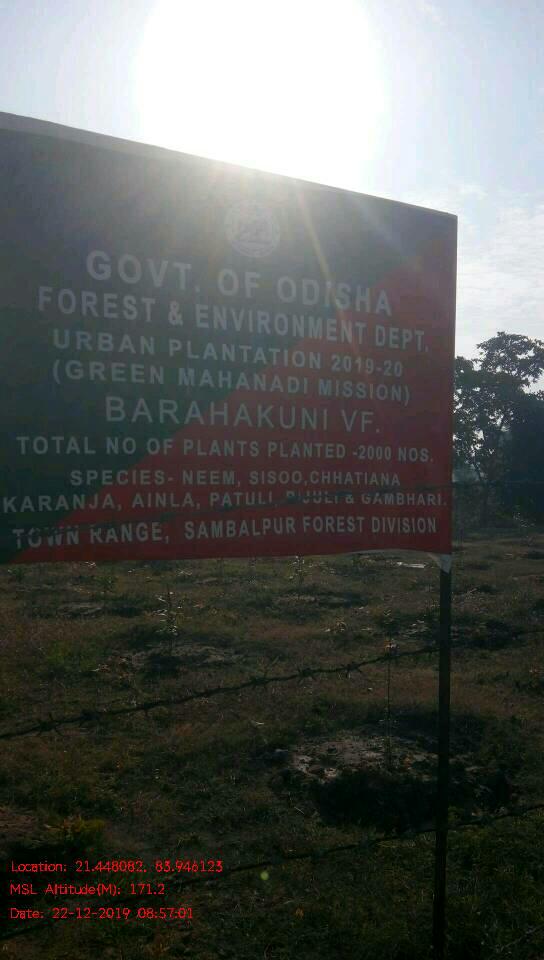 GOVT. OF ODISHA
FOREST & ENVIRONMENT DEPT.
URBAN PLANTATION 2019-20
(GREEN MAHANADI MISSION)
BARAHAKUNI VF.
TOTAL NO OF PLANTS PLANTED -2000 NOS.
SPECIES- NEEM, SISOO,CHHATIANA
KARANJA, AINLA, PATULI, PIJULI & GAMBHARI.
TOWN RANGE, SAMBALPUR FOREST DIVISION
Location: 21.448082, 83.946123
MSL Altitude(M): 171.2
Date: 22-12-2019 08:57:01